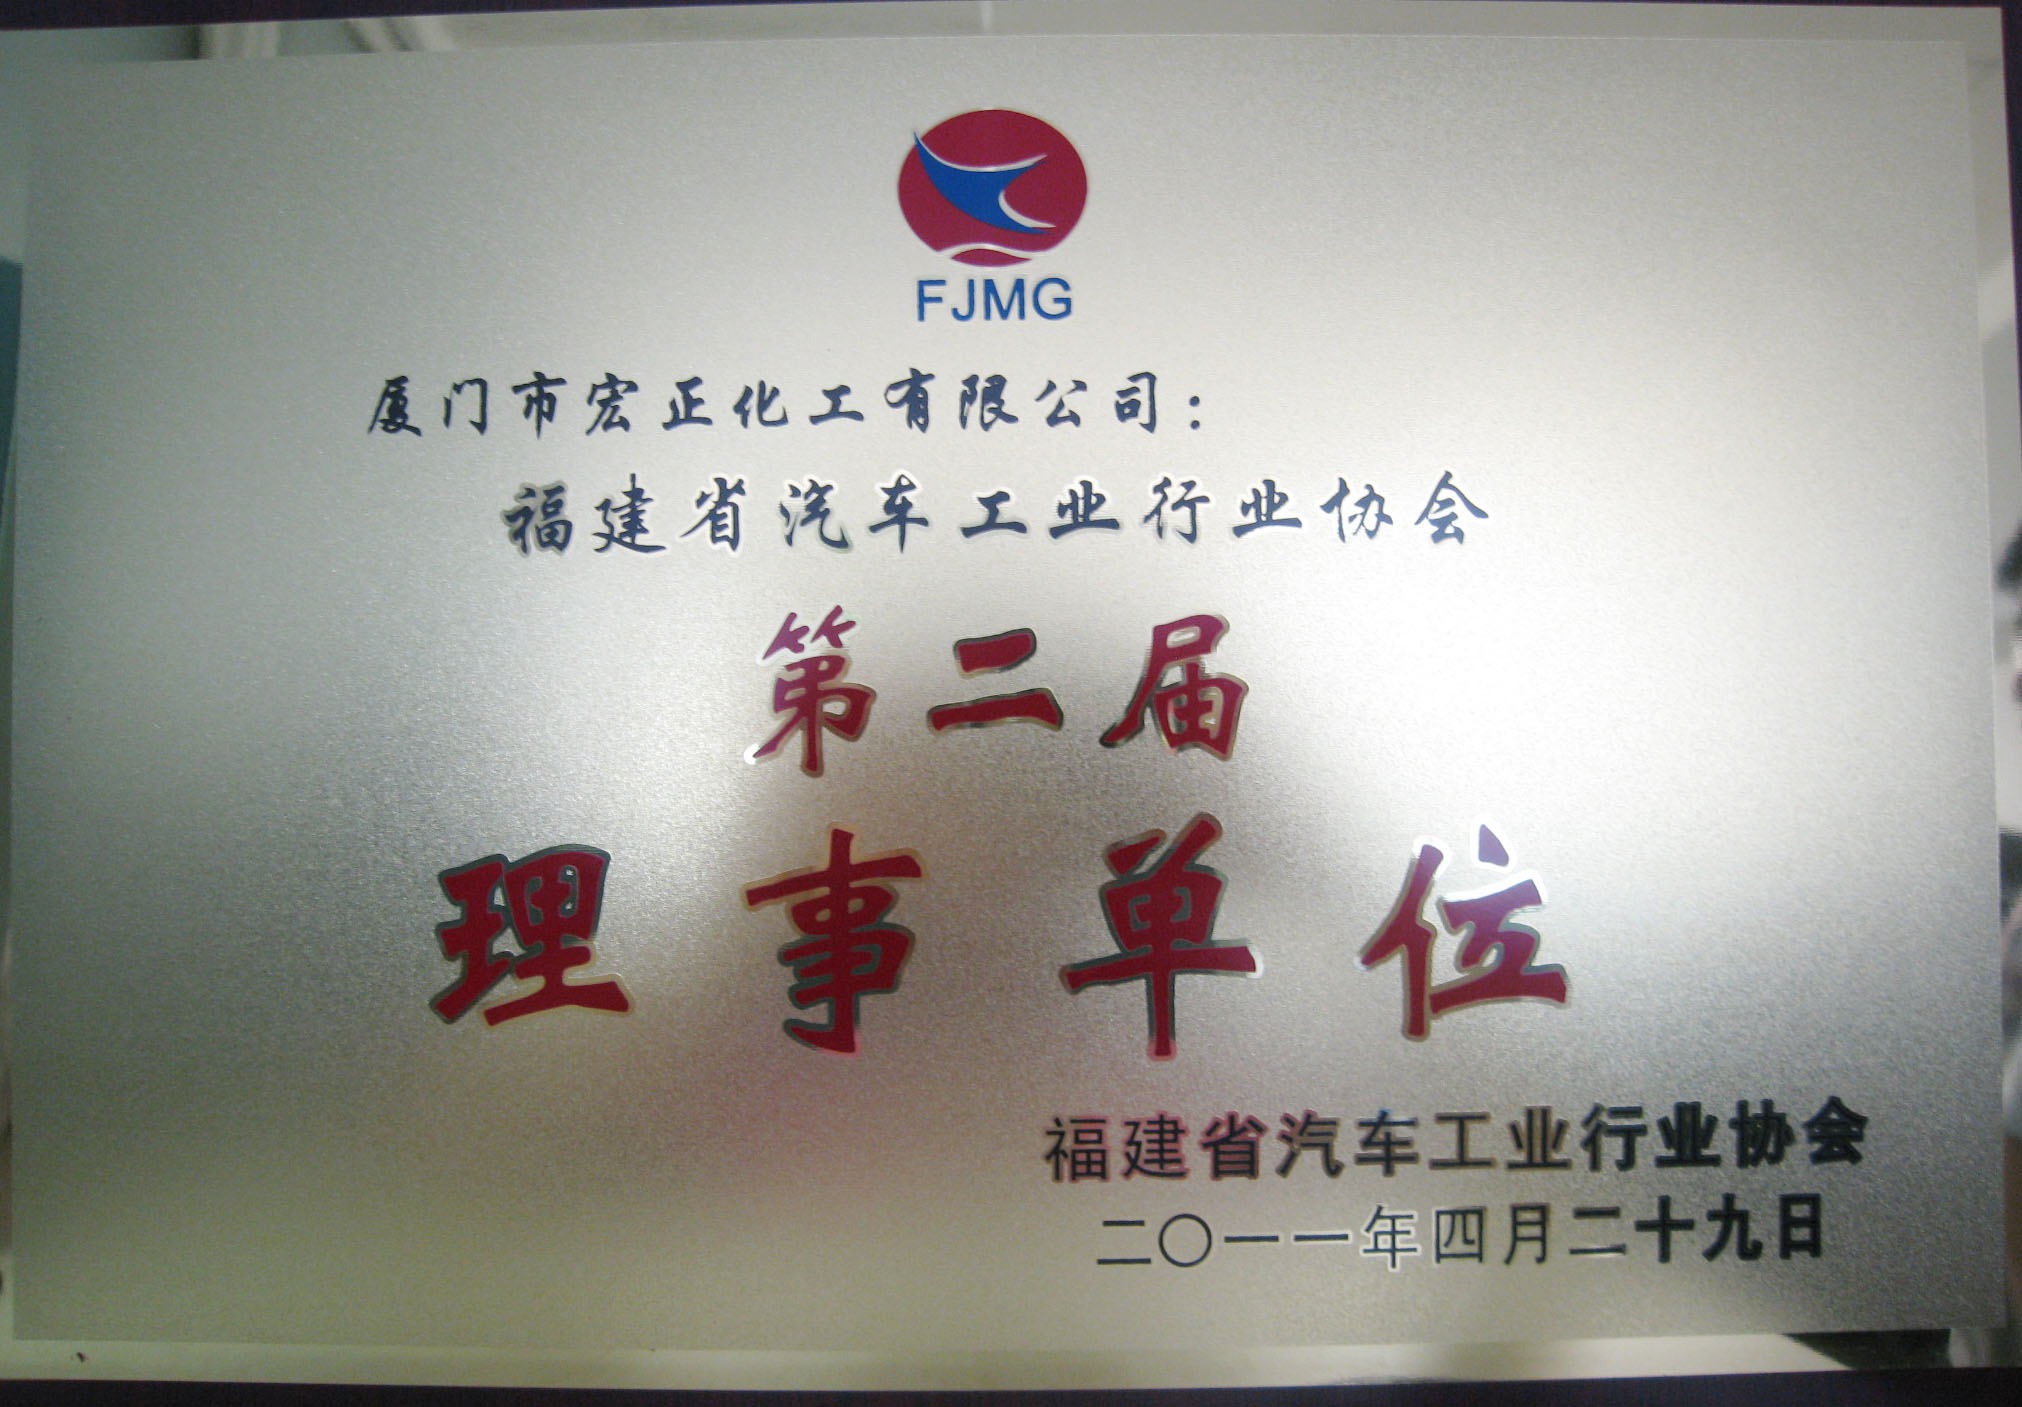 FJMG
厦门市宏正化工有限公司：
福建省汽车工业行业协会
第二届
理事单位
福建省汽车工业行业协会
二〇一一年四月二十九日